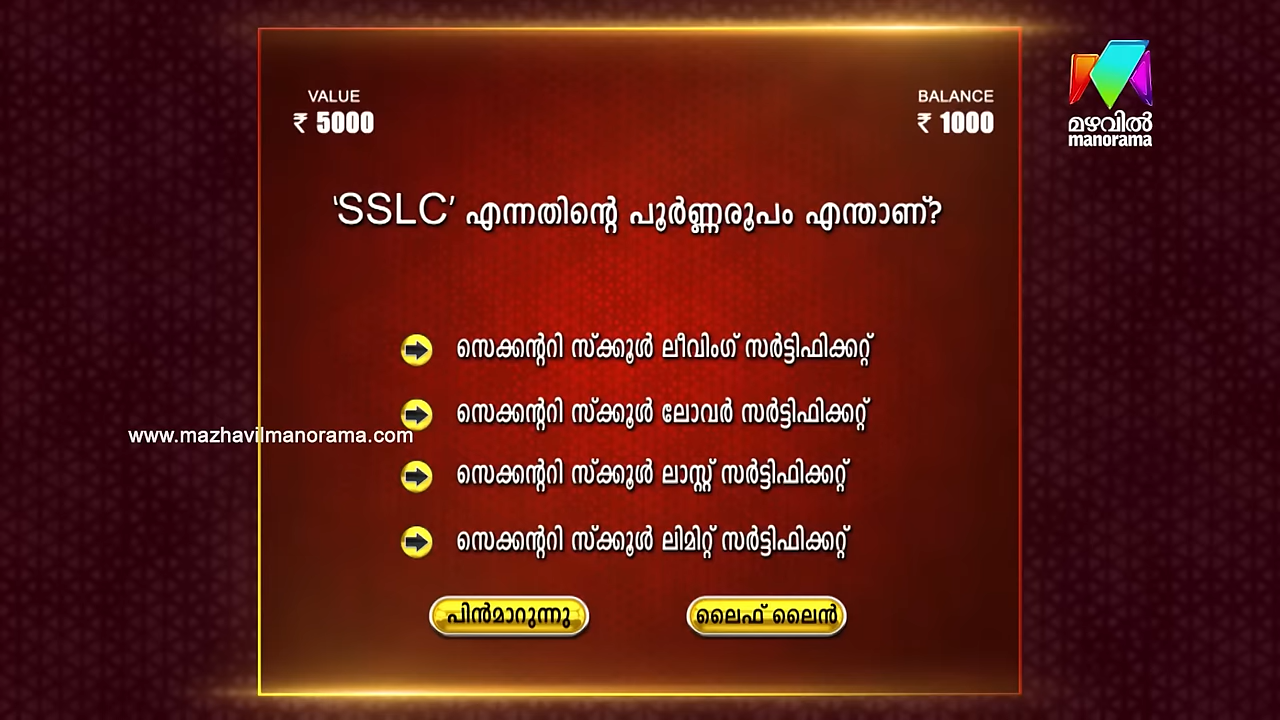 VALUE
₹ 5000
BALANCE
₹ 1000
മഴവിൽ
manorama
‘SSLC’ എന്നതിന്റെ പൂർണ്ണരൂപം എന്താണ്?
സെക്കന്ററി സ്ക്കൂൾ ലീവിംഗ് സർട്ടിഫിക്കറ്റ്
സെക്കന്ററി സ്ക്കൂൾ ലോവർ സർട്ടിഫിക്കറ്റ്
www.mazhavilmanorama.com
സെക്കന്ററി സ്ക്കൂൾ ലാസ്റ്റ് സർട്ടിഫിക്കറ്റ്
സെക്കന്ററി സ്ക്കൂൾ ലിമിറ്റ് സർട്ടിഫിക്കറ്റ്
പിൻമാറുന്നു
ലൈഫ് ലൈൻ